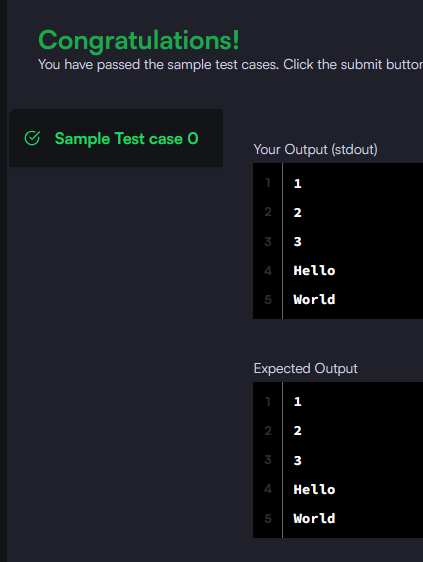 Congratulations!
You have passed the sample test cases. Click the submit button
Sample Test case 0
Your Output (stdout)
1 1
2 2
3 3
4 Hello
5 World
Expected Output
1 1
2 2
3 3
4 Hello
5 World